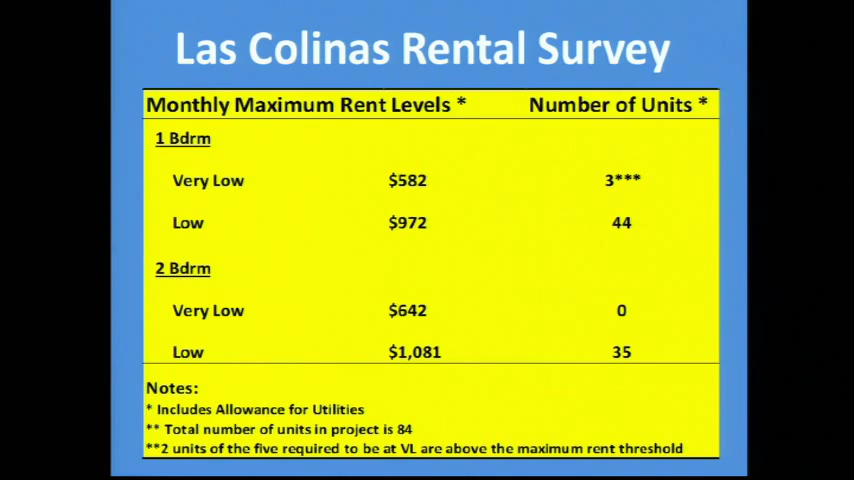 Las Colinas Rental Survey
Monthly Maximum Rent Levels * Number of Units *
1 Bdrm
Very Low $582 3***
Low $972 44
2 Bdrm
Very Low $642 0
Low $1,081 35
Notes:
* Includes Allowance for Utilities
** Total number of units in project is 84
**2 units of the five required to be at VL are above the maximum rent threshold